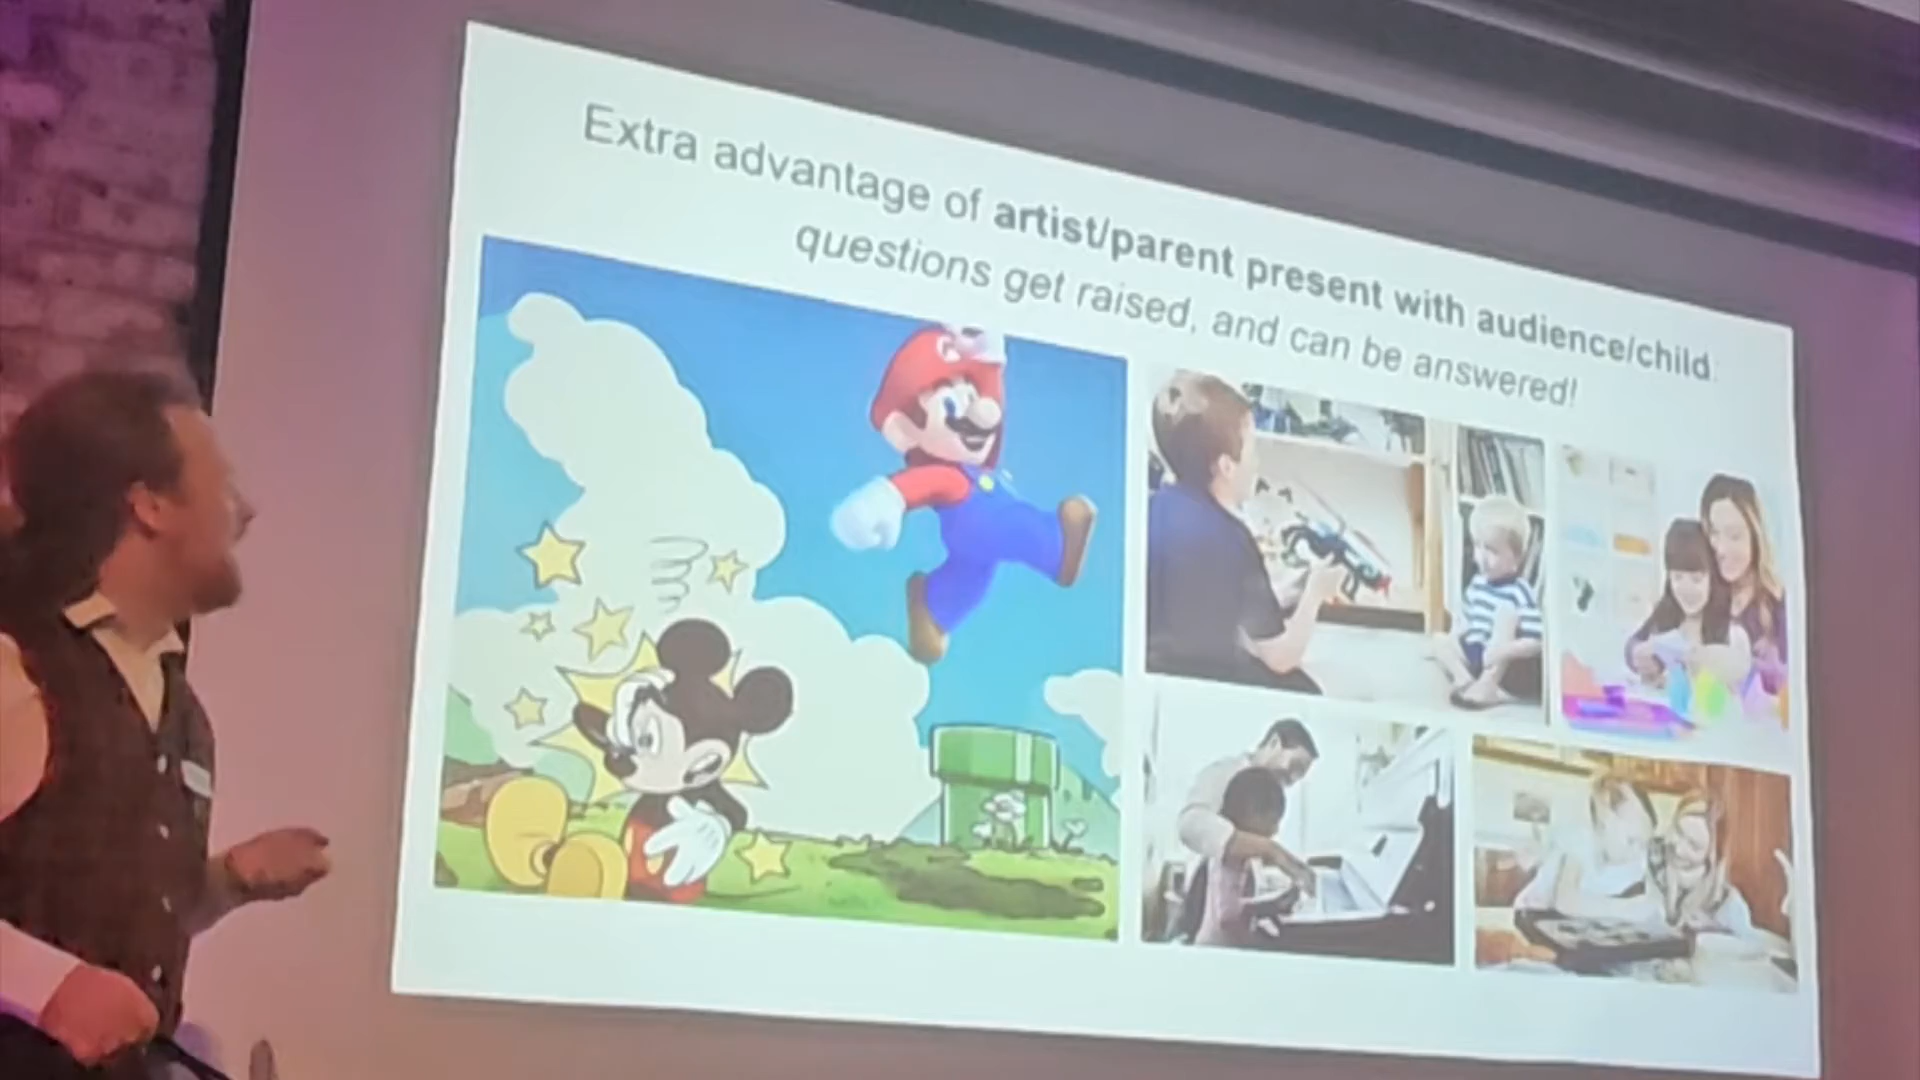 Extra advantage of artist/parent present with audience/child:
questions get raised, and can be answered!